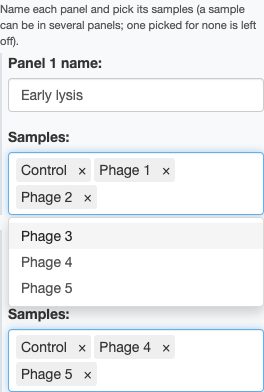 Name each panel and pick its samples (a sample
can be in several panels; one picked for none is left
off).
Panel 1 name:
Early lysis
Samples:
Control × Phage 1 ×
Phage 2 ×
Phage 3
Phage 4
Phage 5
Samples:
Control × Phage 4 ×
Phage 5 ×